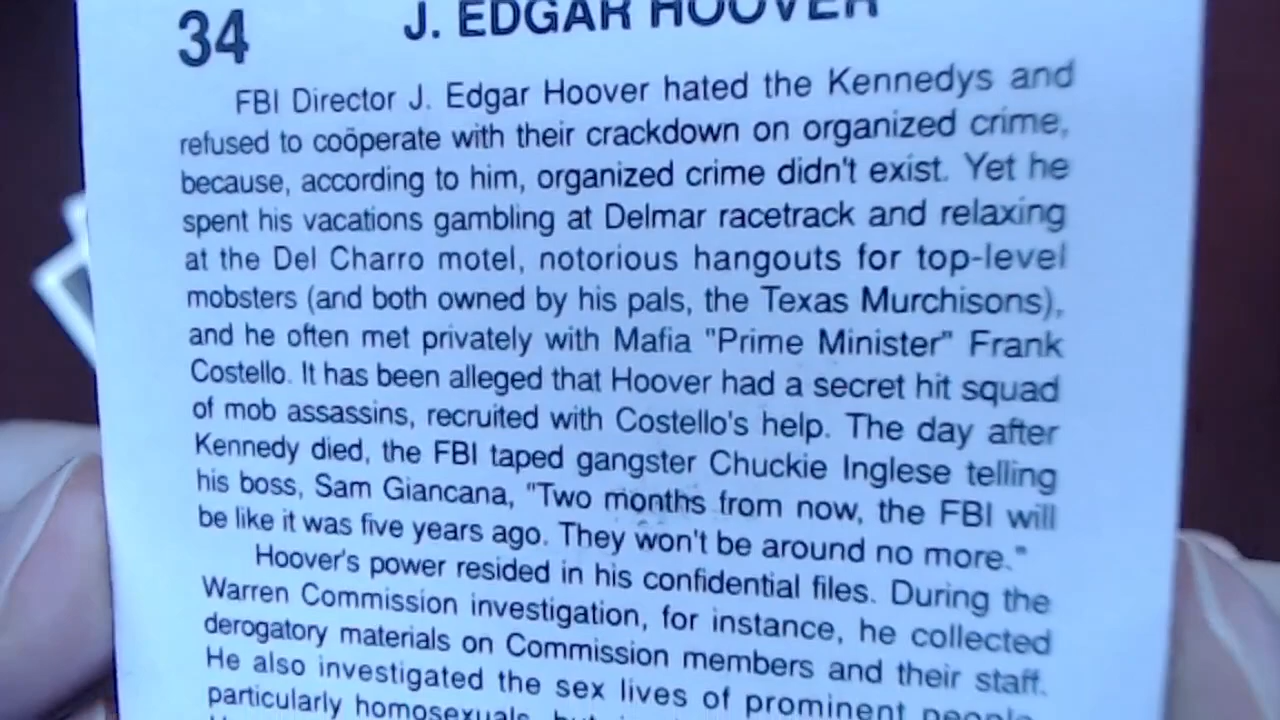 34 J. EDGAR HOOVER
FBI Director J. Edgar Hoover hated the Kennedys and
refused to coöperate with their crackdown on organized crime,
because, according to him, organized crime didn't exist. Yet he
spent his vacations gambling at Delmar racetrack and relaxing
at the Del Charro motel, notorious hangouts for top-level
mobsters (and both owned by his pals, the Texas Murchisons),
and he often met privately with Mafia "Prime Minister" Frank
Costello. It has been alleged that Hoover had a secret hit squad
of mob assassins, recruited with Costello's help. The day after
Kennedy died, the FBI taped gangster Chuckie Inglese telling
his boss, Sam Giancana, "Two months from now, the FBI will
be like it was five years ago. They won't be around no more."
Hoover's power resided in his confidential files. During the
Warren Commission investigation, for instance, he collected
derogatory materials on Commission members and their staff.
He also investigated the sex lives of prominent people,
particularly homosexuals,